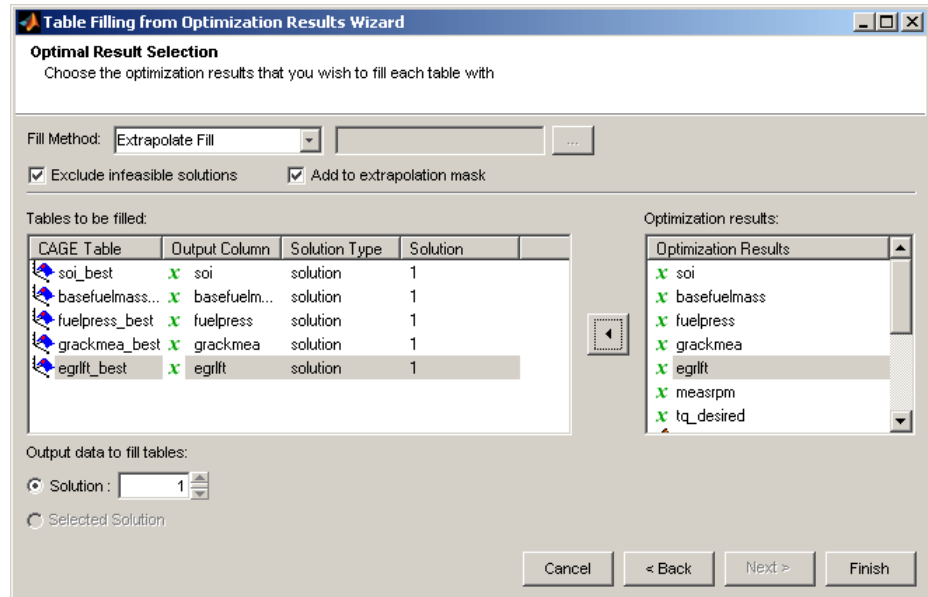 Table Filling from Optimization Results Wizard
Optimal Result Selection
Choose the optimization results that you wish to fill each table with
Fill Method: Extrapolate Fill ...
Exclude infeasible solutions Add to extrapolation mask
Tables to be filled: Optimization results:
CAGE Table Output Column Solution Type Solution Optimization Results
soi_best x soi solution 1 x soi
basefuelmass... x basefuelm... solution 1 x basefuelmass
fuelpress_best x fuelpress solution 1 x fuelpress
grackmea_best x grackmea solution 1 x grackmea
egrlft_best x egrlft solution 1 x egrlft
x measrpm
x tq_desired
Output data to fill tables:
Solution : 1
Selected Solution
Cancel < Back Next > Finish